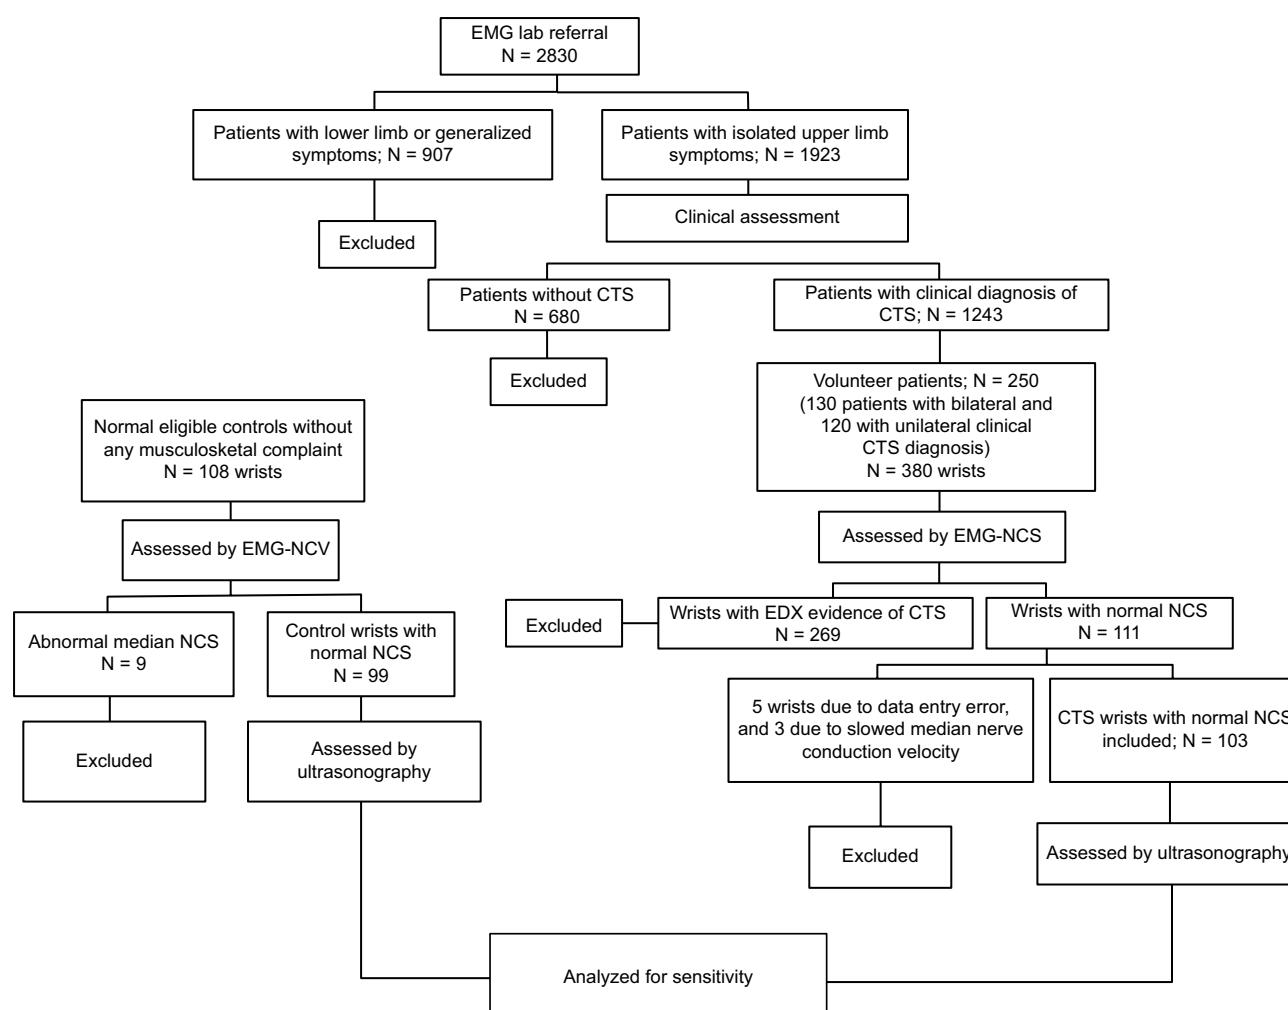 EMG lab referral
N = 2830
Patients with lower limb or generalized
symptoms; N = 907
Patients with isolated upper limb
symptoms; N = 1923
Clinical assessment
Excluded
Patients without CTS
N = 680
Patients with clinical diagnosis of
CTS; N = 1243
Excluded
Volunteer patients; N = 250
(130 patients with bilateral and
120 with unilateral clinical
CTS diagnosis)
N = 380 wrists
Normal eligible controls without
any musculosketal complaint
N = 108 wrists
Assessed by EMG-NCV
Assessed by EMG-NCS
Abnormal median NCS
N = 9
Control wrists with
normal NCS
N = 99
Excluded
Wrists with EDX evidence of CTS
N = 269
Wrists with normal NCS
N = 111
Excluded
Assessed by
ultrasonography
5 wrists due to data entry error,
and 3 due to slowed median nerve
conduction velocity
CTS wrists with normal NCS
included; N = 103
Excluded
Assessed by ultrasonography
Analyzed for sensitivity